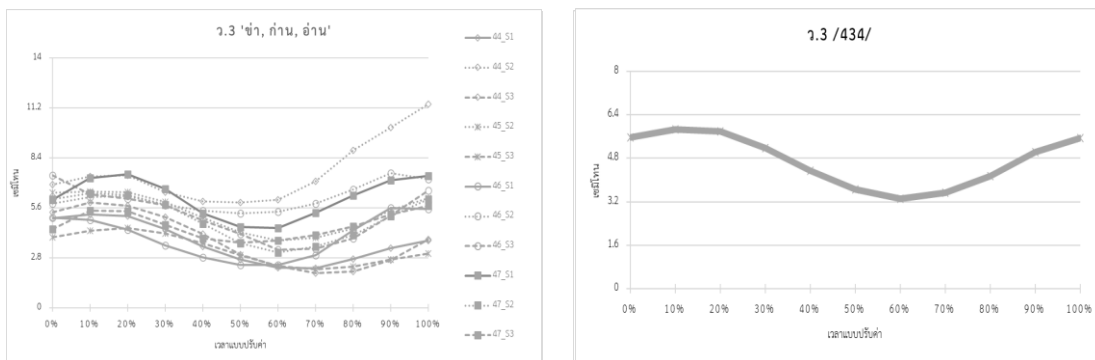 ว.3 'ข่า, ก่าน, อ่าน'
14
11.2
8.4
5.6
2.8
0
เซมิโทน
0% 10% 20% 30% 40% 50% 60% 70% 80% 90% 100%
เวลาแบบปรับค่า
44_S1
44_S2
44_S3
45_S2
45_S3
46_S1
46_S2
46_S3
47_S1
47_S2
47_S3
ว.3 /434/
8
6.4
4.8
3.2
1.6
0
เซมิโทน
0% 10% 20% 30% 40% 50% 60% 70% 80% 90% 100%
เวลาแบบปรับค่า